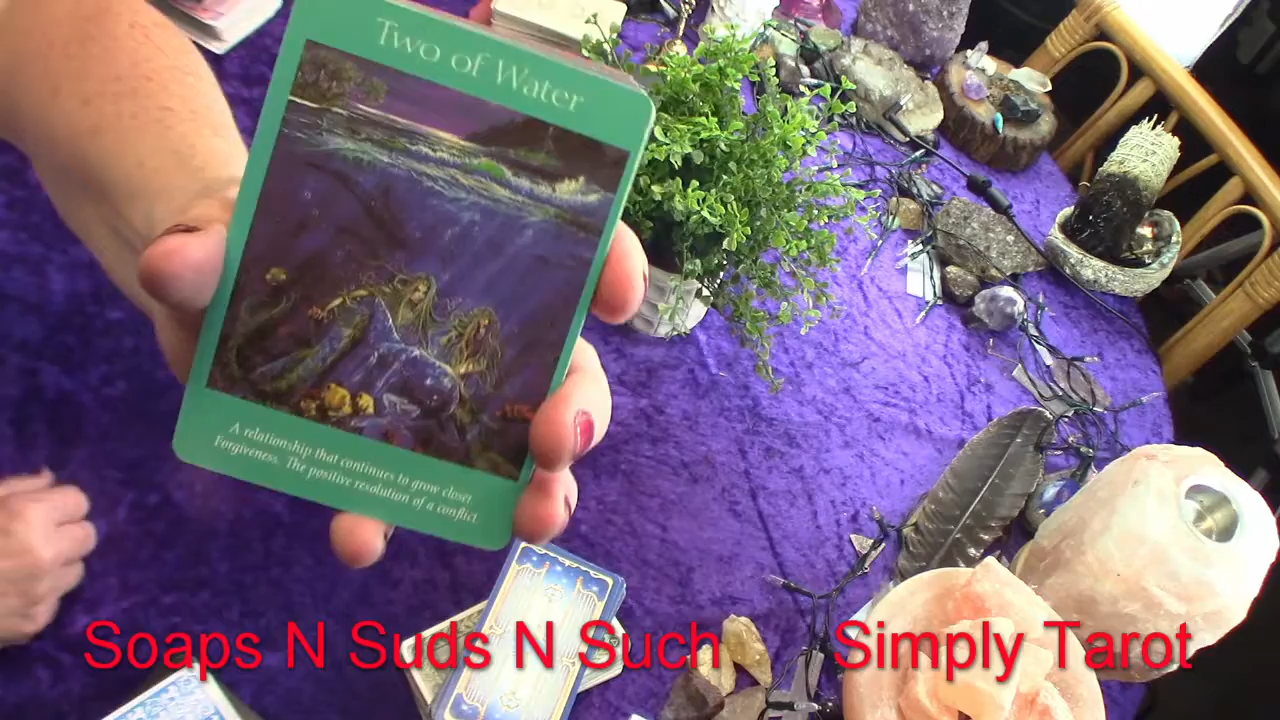 Two of Water
A relationship that continues to grow closer.
Forgiveness. The positive resolution of a conflict.
Soaps N Suds N Such Simply Tarot